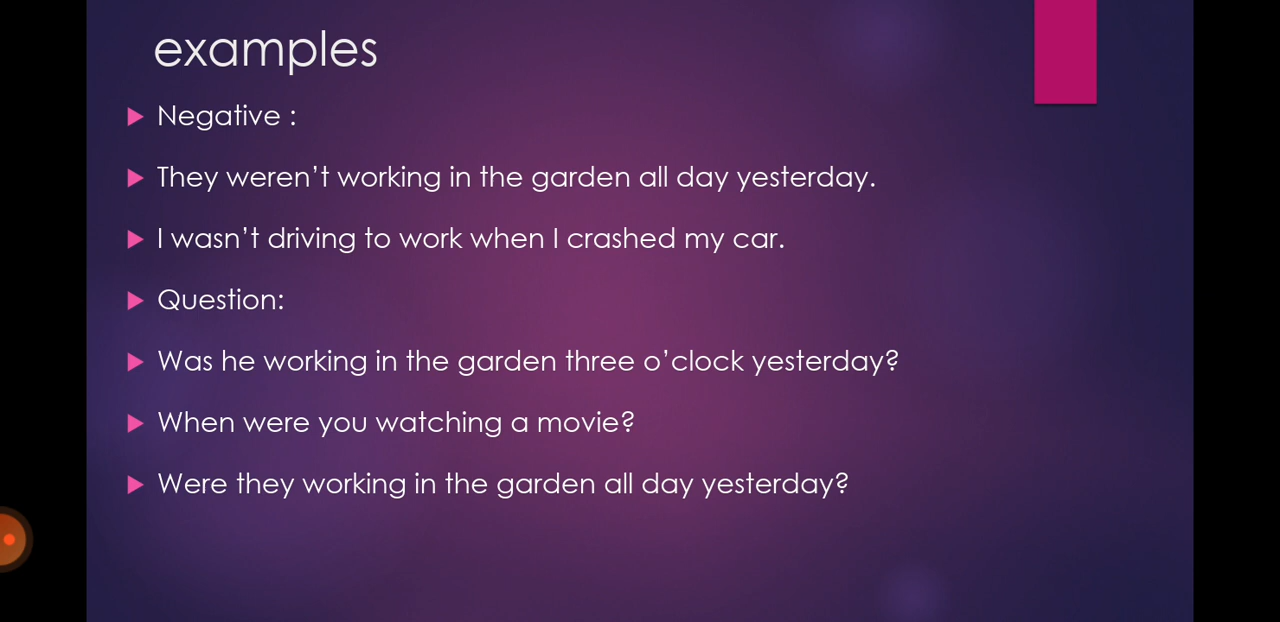 examples
Negative :
They weren’t working in the garden all day yesterday.
I wasn’t driving to work when I crashed my car.
Question:
Was he working in the garden three o’clock yesterday?
When were you watching a movie?
Were they working in the garden all day yesterday?